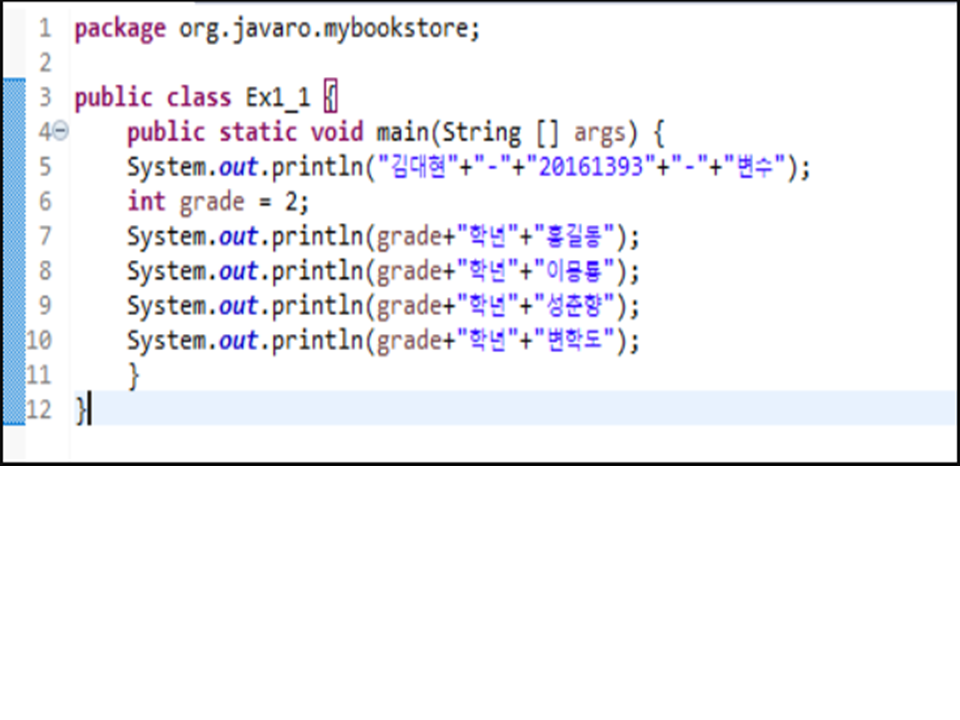 1 package org.javaro.mybookstore;
2
3 public class Ex1_1 {
4 public static void main(String [] args) {
5 System.out.println("김대현"+"-"+"20161393"+"-"+"변수");
6 int grade = 2;
7 System.out.println(grade+"학년"+"홍길동");
8 System.out.println(grade+"학년"+"이몽룡");
9 System.out.println(grade+"학년"+"성춘향");
10 System.out.println(grade+"학년"+"변학도");
11 }
12 }